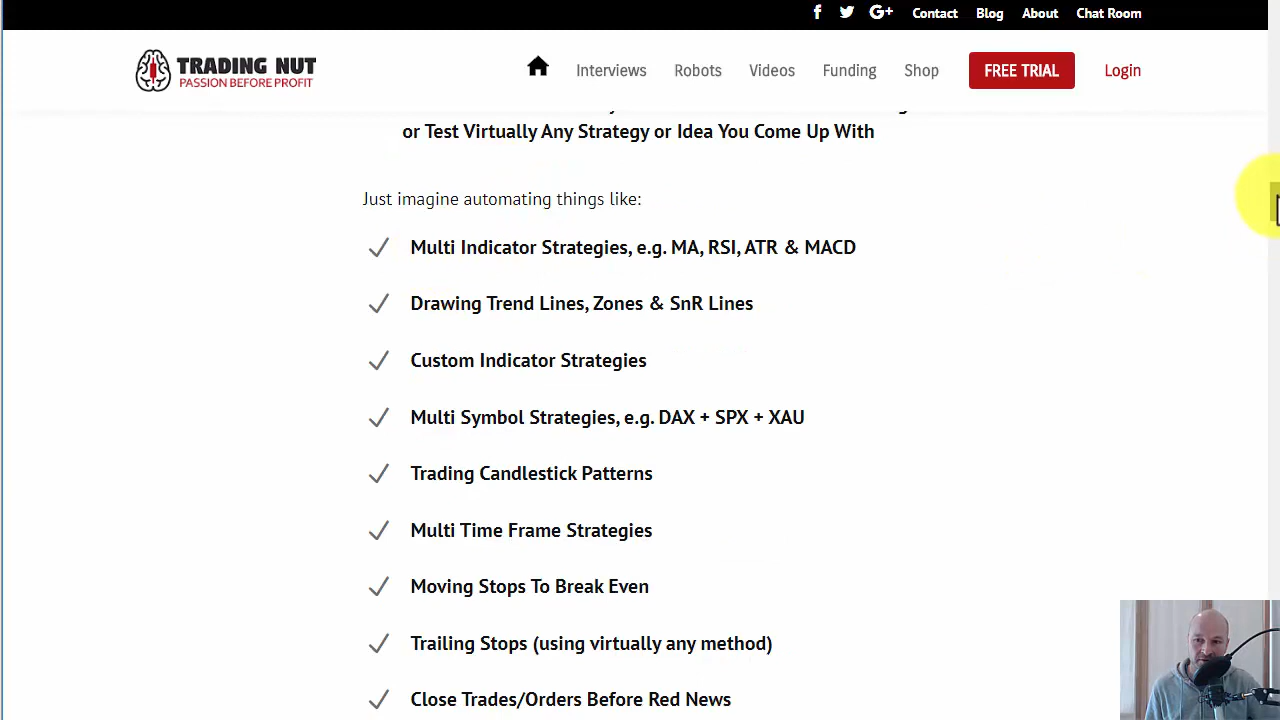 Contact Blog About Chat Room
TRADING NUT
PASSION BEFORE PROFIT
Interviews Robots Videos Funding Shop FREE TRIAL Login
or Test Virtually Any Strategy or Idea You Come Up With
Just imagine automating things like:
Multi Indicator Strategies, e.g. MA, RSI, ATR & MACD
Drawing Trend Lines, Zones & SnR Lines
Custom Indicator Strategies
Multi Symbol Strategies, e.g. DAX + SPX + XAU
Trading Candlestick Patterns
Multi Time Frame Strategies
Moving Stops To Break Even
Trailing Stops (using virtually any method)
Close Trades/Orders Before Red News